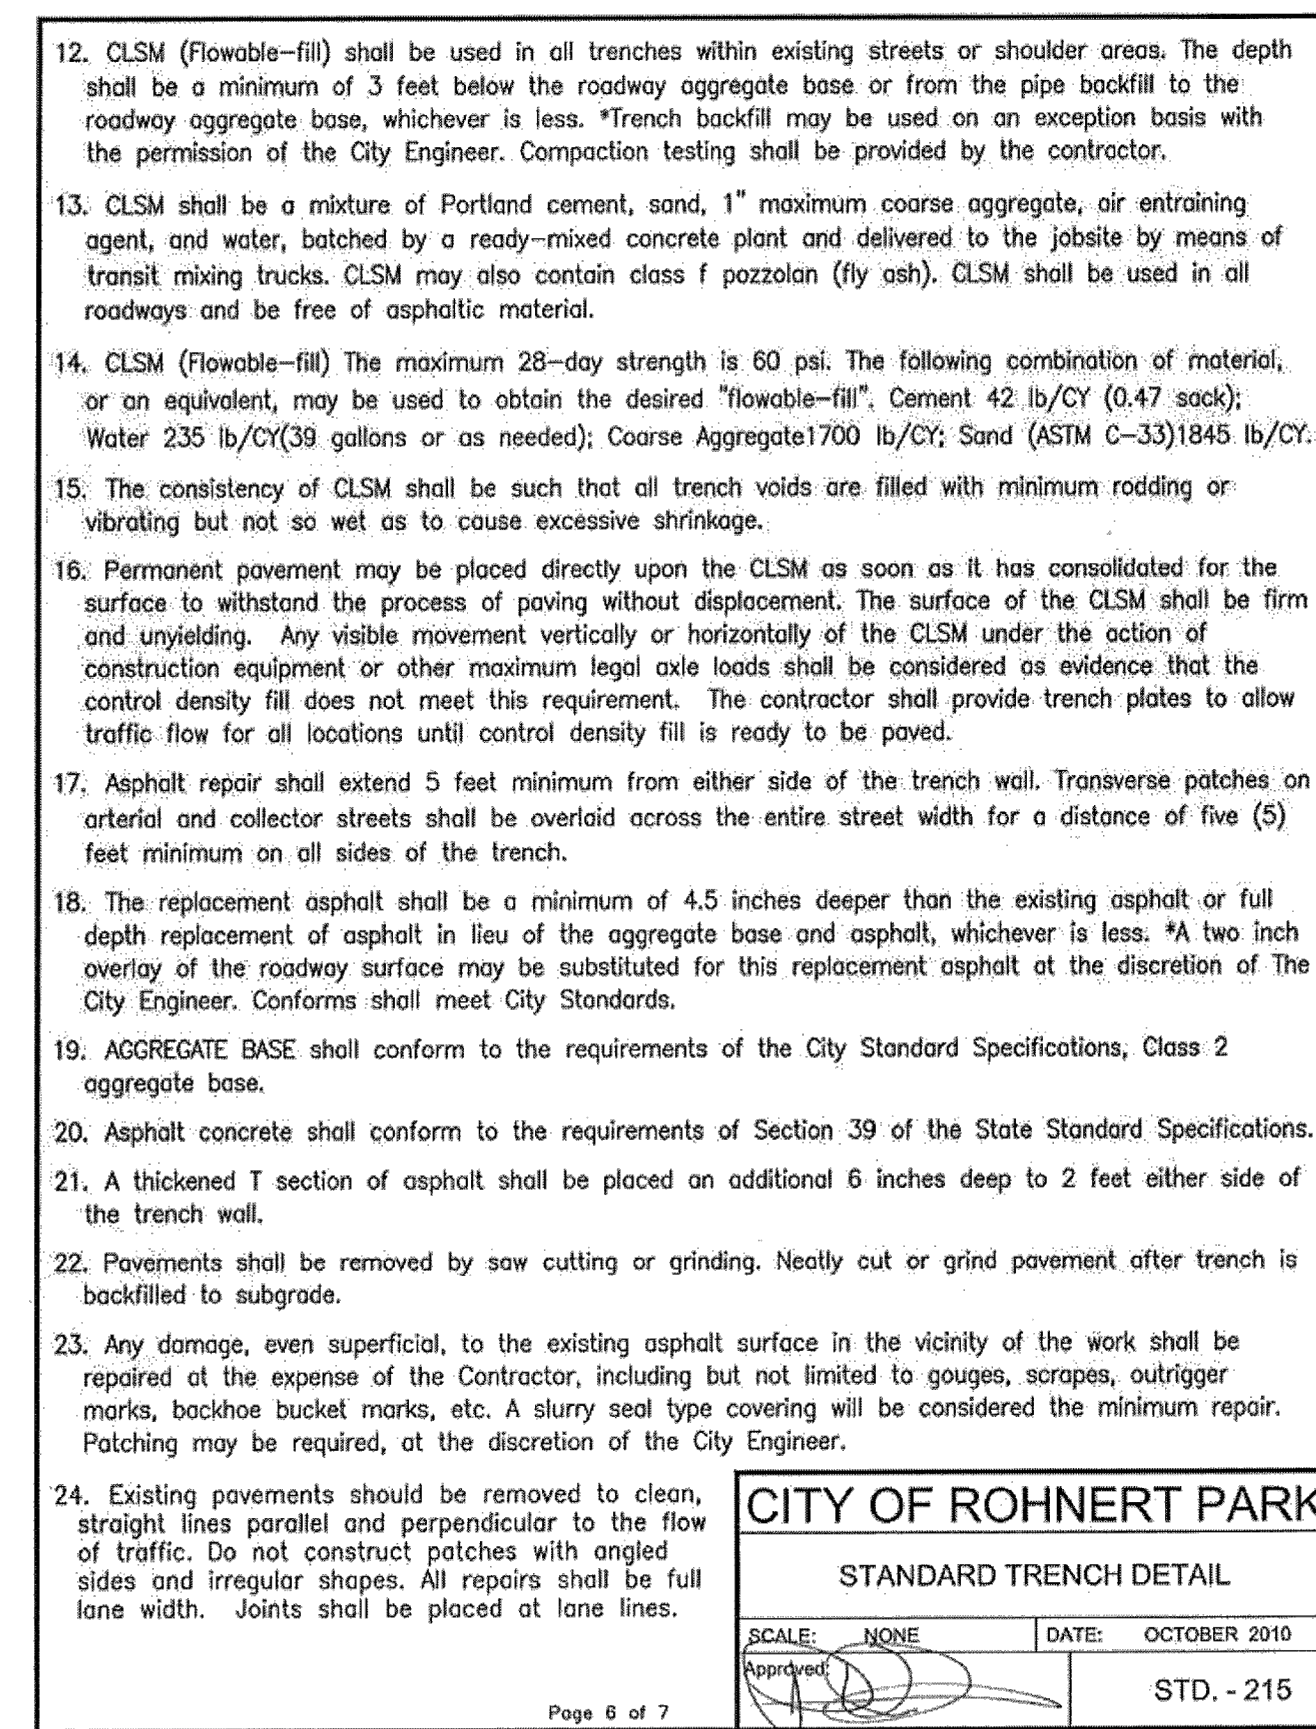 12. CLSM (Flowable-fill) shall be used in all trenches within existing streets or shoulder areas. The depth
shall be a minimum of 3 feet below the roadway aggregate base or from the pipe backfill to the
roadway aggregate base, whichever is less. *Trench backfill may be used on an exception basis with
the permission of the City Engineer. Compaction testing shall be provided by the contractor.
13. CLSM shall be a mixture of Portland cement, sand, 1" maximum coarse aggregate, air entraining
agent, and water, batched by a ready-mixed concrete plant and delivered to the jobsite by means of
transit mixing trucks. CLSM may also contain class f pozzolan (fly ash). CLSM shall be used in all
roadways and be free of asphaltic material.
14. CLSM (Flowable-fill) The maximum 28-day strength is 60 psi. The following combination of material,
or an equivalent, may be used to obtain the desired "flowable-fill". Cement 42 lb/CY (0.47 sack);
Water 235 lb/CY(39 gallons or as needed); Coarse Aggregate1700 lb/CY; Sand (ASTM C-33)1845 lb/CY.
15. The consistency of CLSM shall be such that all trench voids are filled with minimum rodding or
vibrating but not so wet as to cause excessive shrinkage.
16. Permanent pavement may be placed directly upon the CLSM as soon as it has consolidated for the
surface to withstand the process of paving without displacement. The surface of the CLSM shall be firm
and unyielding. Any visible movement vertically or horizontally of the CLSM under the action of
construction equipment or other maximum legal axle loads shall be considered as evidence that the
control density fill does not meet this requirement. The contractor shall provide trench plates to allow
traffic flow for all locations until control density fill is ready to be paved.
17. Asphalt repair shall extend 5 feet minimum from either side of the trench wall. Transverse patches on
arterial and collector streets shall be overlaid across the entire street width for a distance of five (5)
feet minimum on all sides of the trench.
18. The replacement asphalt shall be a minimum of 4.5 inches deeper than the existing asphalt or full
depth replacement of asphalt in lieu of the aggregate base and asphalt, whichever is less. *A two inch
overlay of the roadway surface may be substituted for this replacement asphalt at the discretion of The
City Engineer. Conforms shall meet City Standards.
19. AGGREGATE BASE shall conform to the requirements of the City Standard Specifications, Class 2
aggregate base.
20. Asphalt concrete shall conform to the requirements of Section 39 of the State Standard Specifications.
21. A thickened T section of asphalt shall be placed an additional 6 inches deep to 2 feet either side of
the trench wall.
22. Pavements shall be removed by saw cutting or grinding. Neatly cut or grind pavement after trench is
backfilled to subgrade.
23. Any damage, even superficial, to the existing asphalt surface in the vicinity of the work shall be
repaired at the expense of the Contractor, including but not limited to gouges, scrapes, outrigger
marks, backhoe bucket marks, etc. A slurry seal type covering will be considered the minimum repair.
Patching may be required, at the discretion of the City Engineer.
24. Existing pavements should be removed to clean,
straight lines parallel and perpendicular to the flow
of traffic. Do not construct patches with angled
sides and irregular shapes. All repairs shall be full
lane width. Joints shall be placed at lane lines.
Page 6 of 7
CITY OF ROHNERT PARK
STANDARD TRENCH DETAIL
SCALE: NONE DATE: OCTOBER 2010
Approved:
STD. - 215